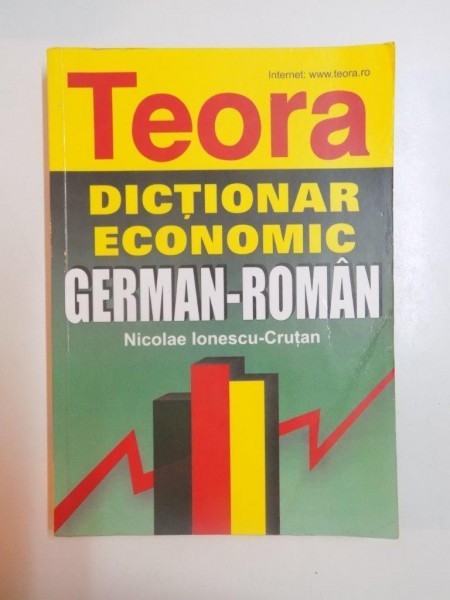 Internet: www.teora.ro
Teora
DICȚIONAR
ECONOMIC
GERMAN-ROMÂN
Nicolae Ionescu-Cruțan